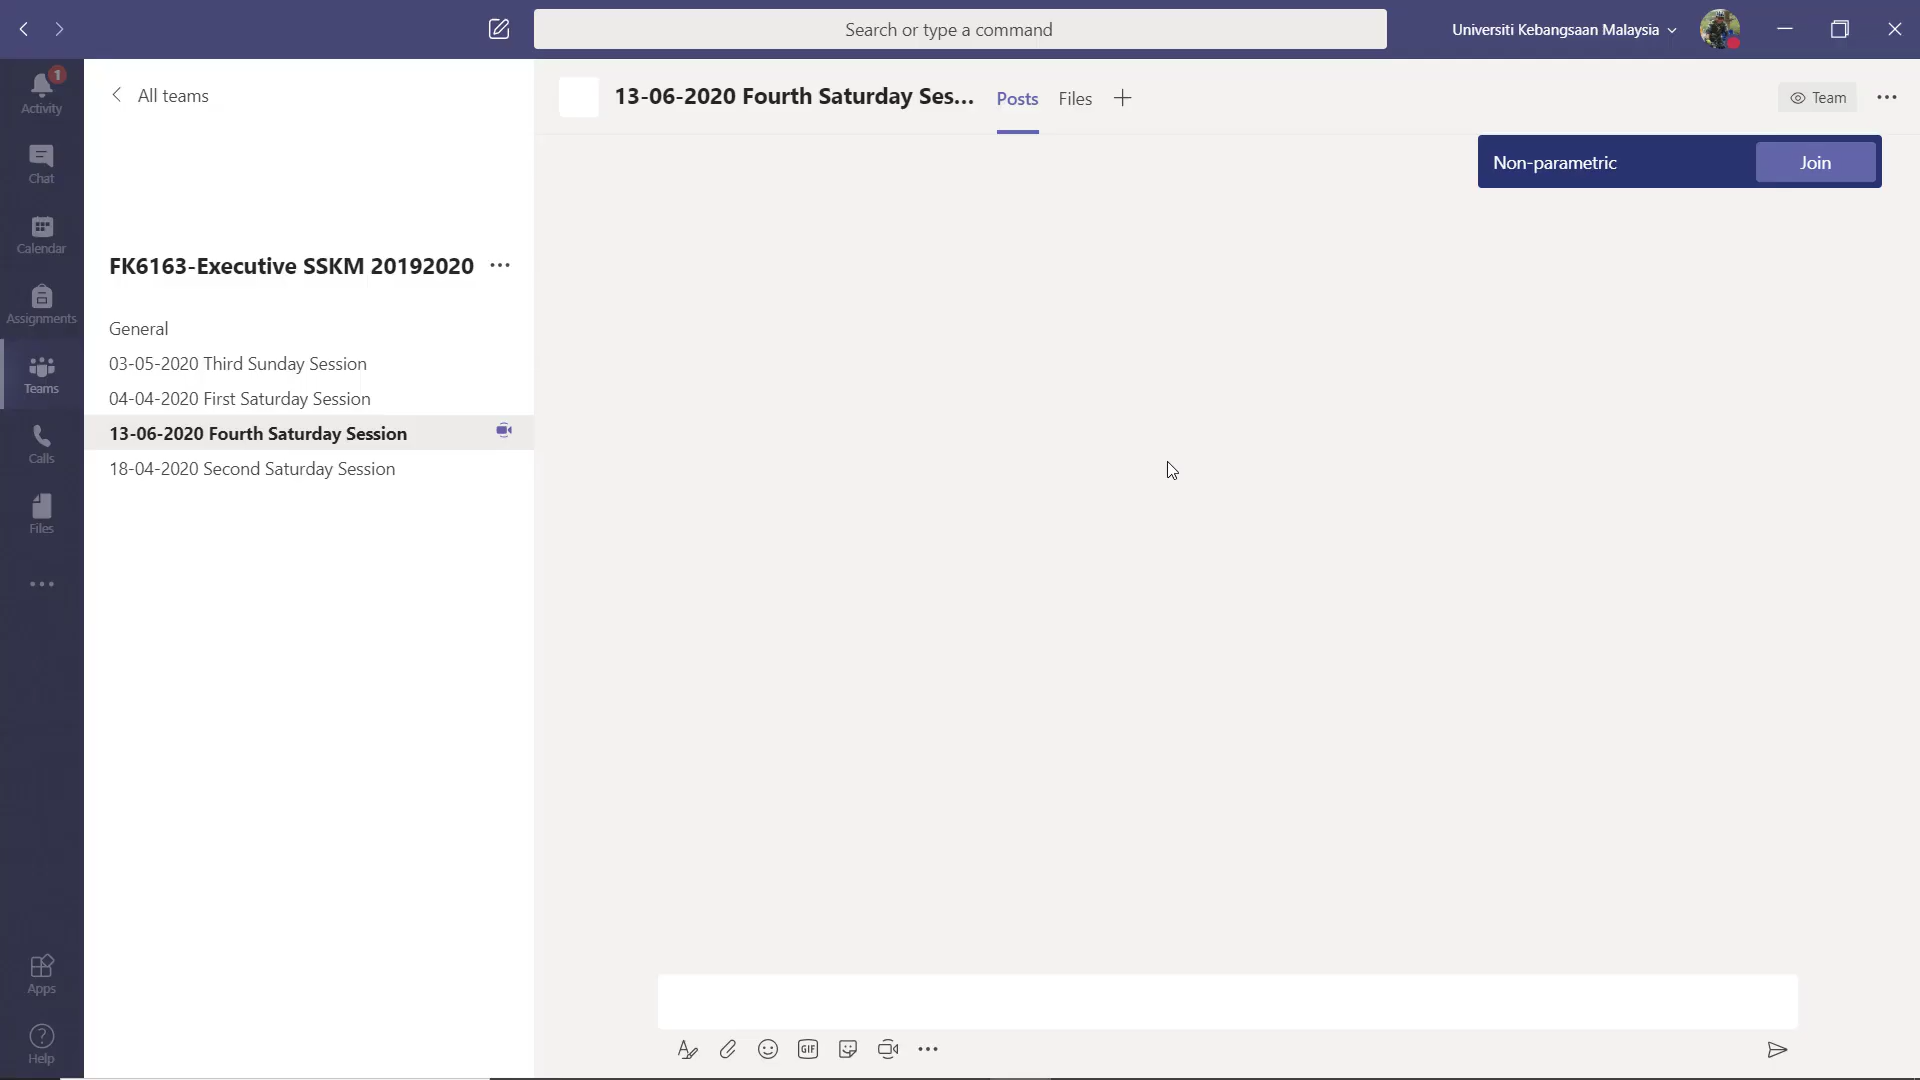 Search or type a command
Universiti Kebangsaan Malaysia
1
Activity
Chat
Calendar
Assignments
Teams
Calls
Files
Apps
Help
All teams
FK6163-Executive SSKM 20192020
General
03-05-2020 Third Sunday Session
04-04-2020 First Saturday Session
13-06-2020 Fourth Saturday Session
18-04-2020 Second Saturday Session
13-06-2020 Fourth Saturday Ses...
Posts
Files
Team
Non-parametric
Join
GIF